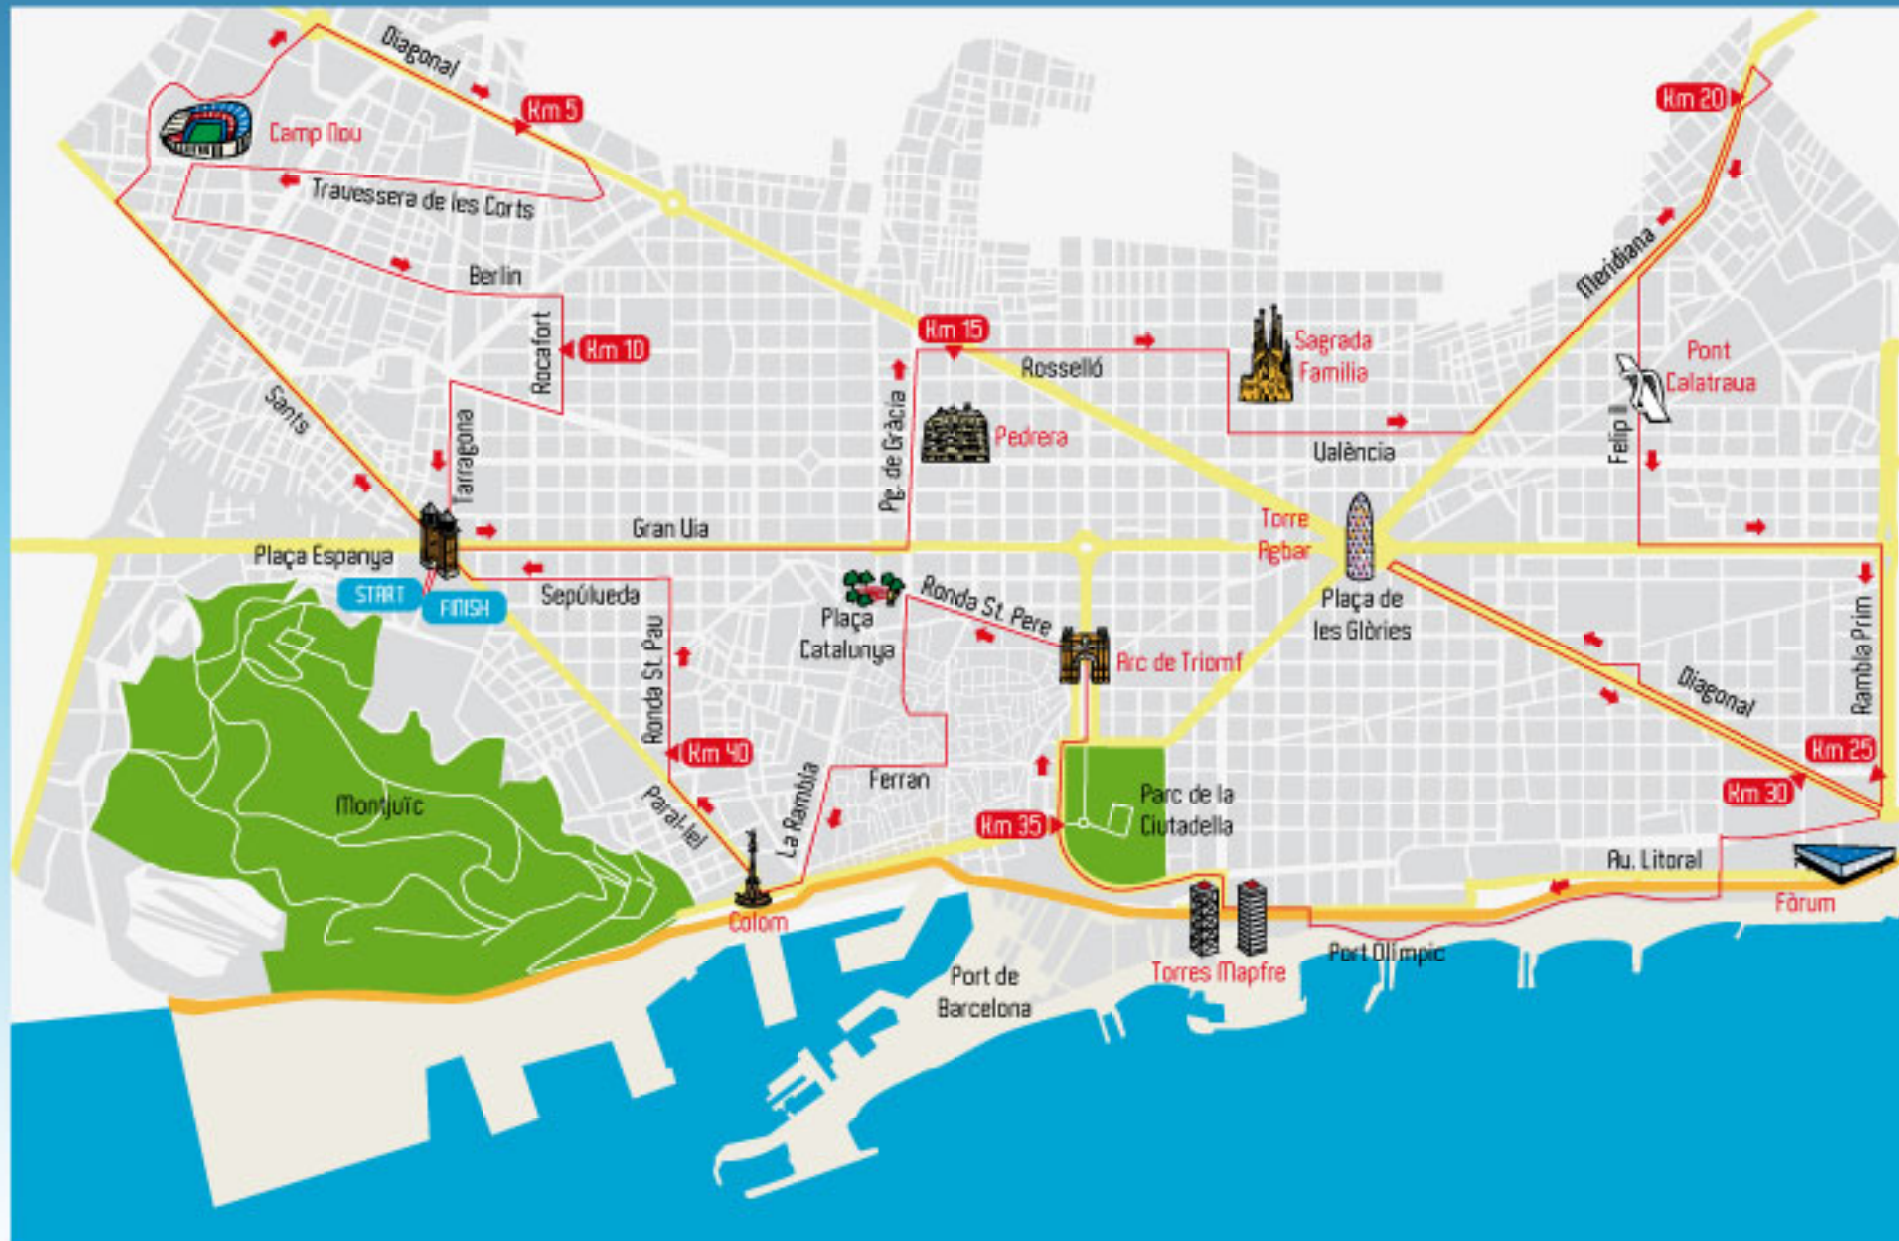 Diagonal
Km 5
Km 20
Camp Nou
Travessera de les Corts
Meridiana
Berlin
Km 15
Rocafort
Km 10
Rosselló
Sagrada
Familia
Pont
Calatrava
Sants
Tarragona
Pg. de Gràcia
Pedrera
València
Felip II
Gran Via
Torre
Agbar
Plaça Espanya
START
FINISH
Sepúlveda
Plaça
Catalunya
Ronda St. Pere
Plaça de
les Glòries
Ronda St. Pau
Arc de Triomf
Diagonal
Rambla Prim
Km 40
Km 25
Km 30
Montjuïc
Paral·lel
La Rambla
Ferran
Km 35
Parc de la
Ciutadella
Av. Litoral
Colom
Fòrum
Port de
Barcelona
Torres Mapfre
Port Olímpic